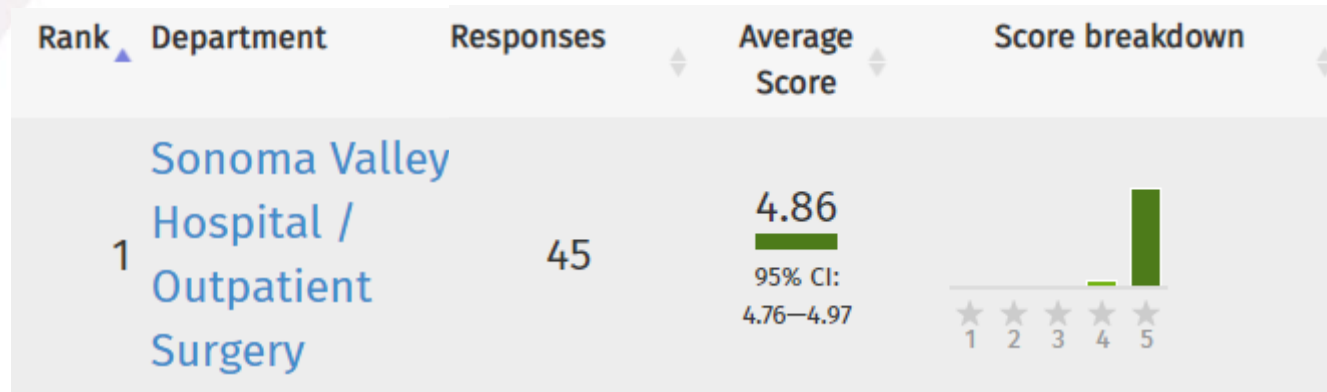 Rank Department Responses Average Score Score breakdown
1 Sonoma Valley Hospital / Outpatient Surgery 45 4.86
95% CI:
4.76—4.97
1 2 3 4 5